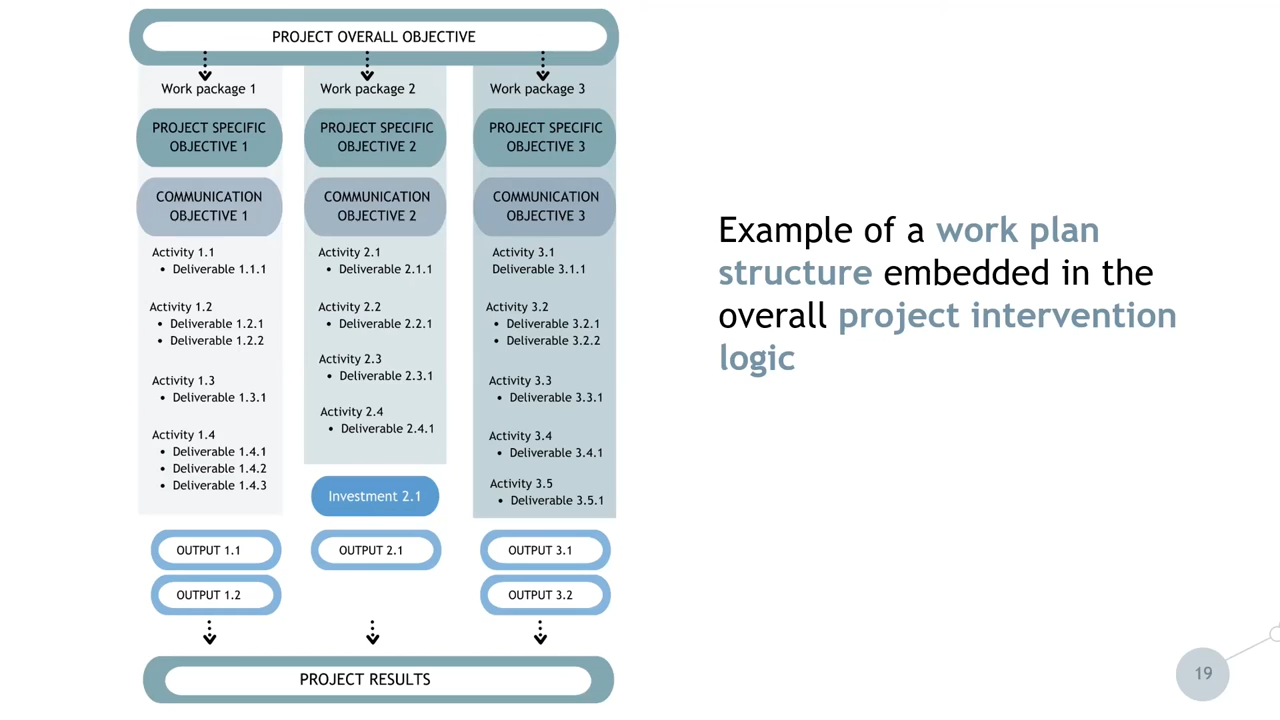 PROJECT OVERALL OBJECTIVE
Work package 1
PROJECT SPECIFIC
OBJECTIVE 1
COMMUNICATION
OBJECTIVE 1
Activity 1.1
• Deliverable 1.1.1
Activity 1.2
• Deliverable 1.2.1
• Deliverable 1.2.2
Activity 1.3
• Deliverable 1.3.1
Activity 1.4
• Deliverable 1.4.1
• Deliverable 1.4.2
• Deliverable 1.4.3
OUTPUT 1.1
OUTPUT 1.2
Work package 2
PROJECT SPECIFIC
OBJECTIVE 2
COMMUNICATION
OBJECTIVE 2
Activity 2.1
• Deliverable 2.1.1
Activity 2.2
• Deliverable 2.2.1
Activity 2.3
• Deliverable 2.3.1
Activity 2.4
• Deliverable 2.4.1
Investment 2.1
OUTPUT 2.1
Work package 3
PROJECT SPECIFIC
OBJECTIVE 3
COMMUNICATION
OBJECTIVE 3
Activity 3.1
Deliverable 3.1.1
Activity 3.2
• Deliverable 3.2.1
• Deliverable 3.2.2
Activity 3.3
• Deliverable 3.3.1
Activity 3.4
• Deliverable 3.4.1
Activity 3.5
• Deliverable 3.5.1
OUTPUT 3.1
OUTPUT 3.2
PROJECT RESULTS
Example of a work plan
structure embedded in the
overall project intervention
logic
19